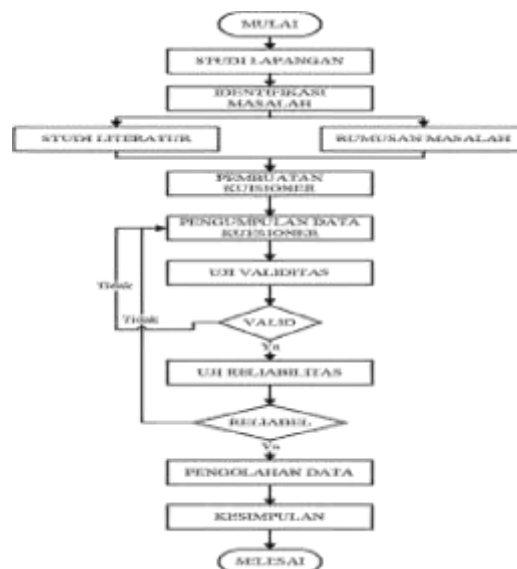 MULAI
STUDI LAPANGAN
IDENTIFIKASI
MASALAH
STUDI LITERATUR
RUMUSAN MASALAH
PEMBUATAN
KUISIONER
PENGUMPULAN DATA
KUISIONER
UJI VALIDITAS
Tidak
Tidak
VALID
Ya
UJI RELIABILITAS
RELIABEL
Ya
PENGOLAHAN DATA
KESIMPULAN
SELESAI